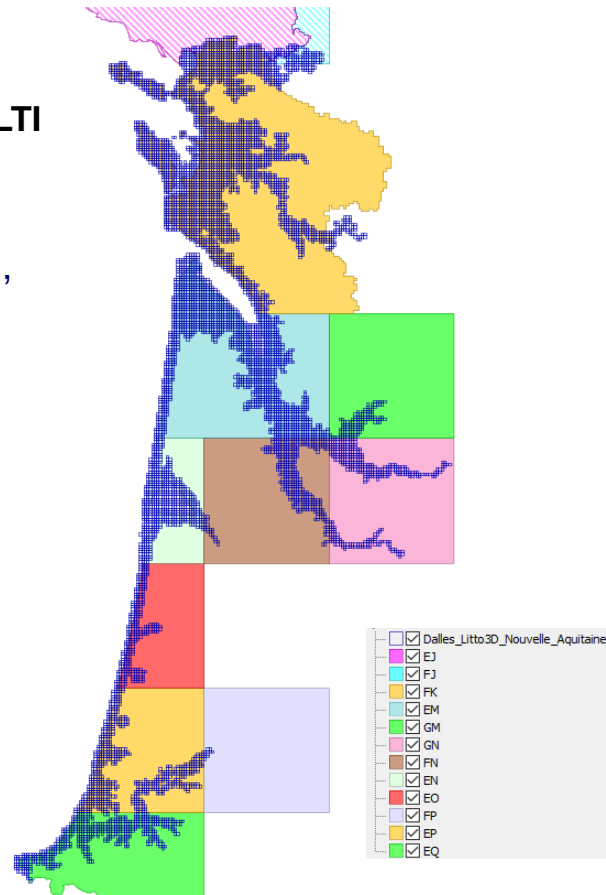 LTI
,
Dalles_Litto3D_Nouvelle_Aquitaine
EJ
FJ
FK
EM
GM
GN
FN
EN
EO
FP
EP
EQ